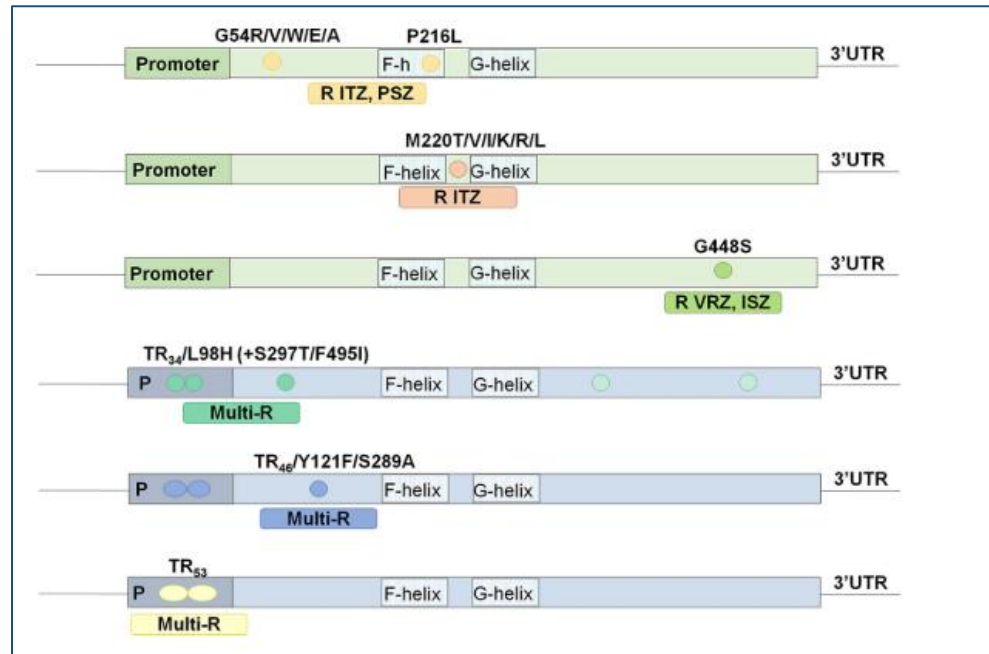 G54R/V/W/E/A P216L
Promoter F-h G-helix 3'UTR
R ITZ, PSZ
M220T/V/I/K/R/L
Promoter F-helix G-helix 3'UTR
R ITZ
G448S
Promoter F-helix G-helix 3'UTR
R VRZ, ISZ
TR34/L98H (+S297T/F495I)
P F-helix G-helix 3'UTR
Multi-R
TR46/Y121F/S289A
P F-helix G-helix 3'UTR
Multi-R
TR53
P F-helix G-helix 3'UTR
Multi-R